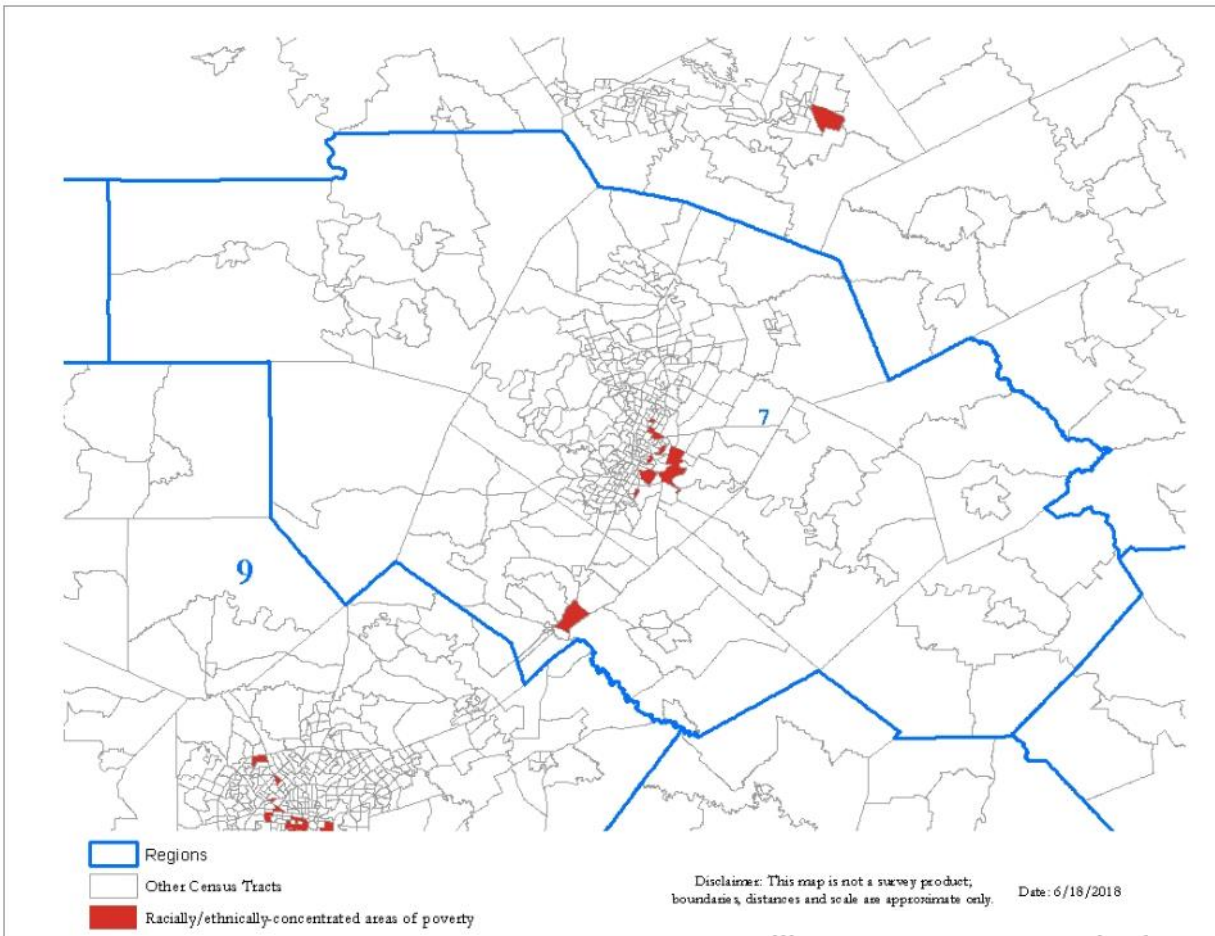 7
9
Regions
Other Census Tracts
Racially/ethnically-concentrated areas of poverty
Disclaimer: This map is not a survey product;
boundaries, distances and scale are approximate only.
Date: 6/18/2018